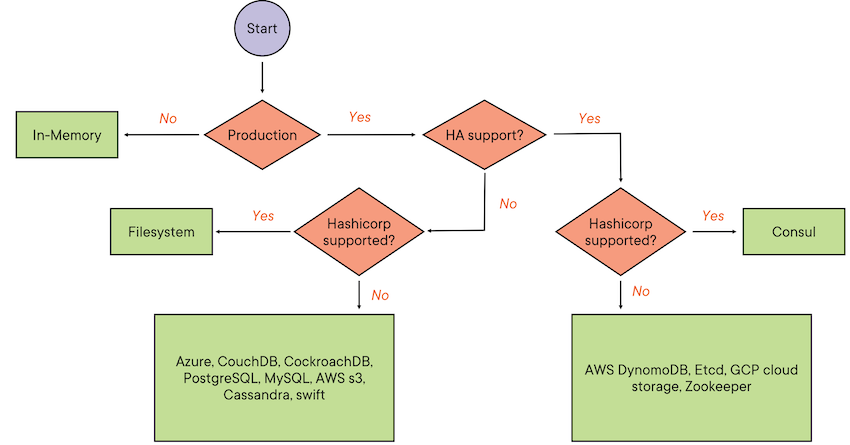 Start
No
Yes
Yes
In-Memory
Production
HA support?
No
Yes
Yes
Filesystem
Hashicorp
supported?
Hashicorp
supported?
Consul
No
No
Azure, CouchDB, CockroachDB,
PostgreSQL, MySQL, AWS s3,
Cassandra, swift
AWS DynomoDB, Etcd, GCP cloud
storage, Zookeeper